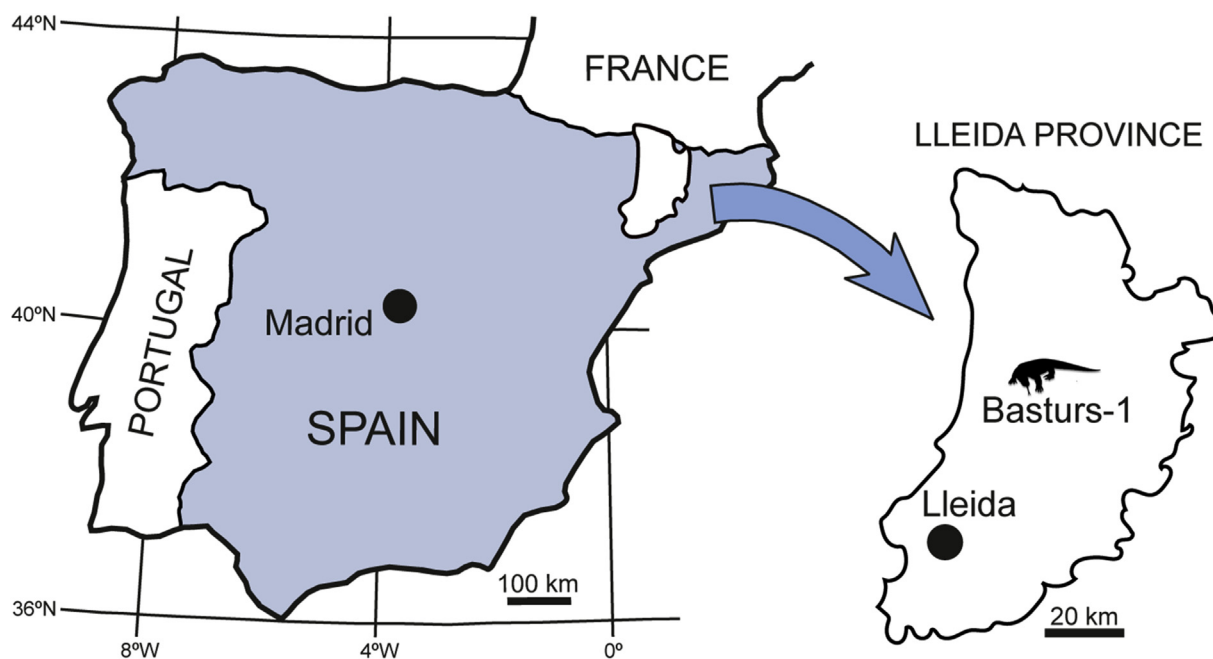 44ºN
FRANCE
LLEIDA PROVINCE
40ºN
Madrid
PORTUGAL
SPAIN
Basturs-1
Lleida
100 km
20 km
36ºN
8ºW
4ºW
0º